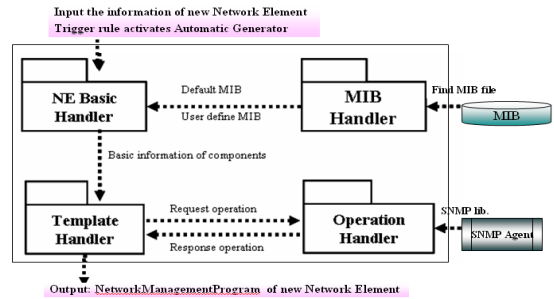 Input the information of new Network Element
Trigger rule activates Automatic Generator
NE Basic
Handler
Default MIB
User define MIB
MIB
Handler
Find MIB file
MIB
Basic information of components
Template
Handler
Request operation
Response operation
Operation
Handler
SNMP lib.
SNMP Agent
Output: NetworkManagementProgram of new Network Element